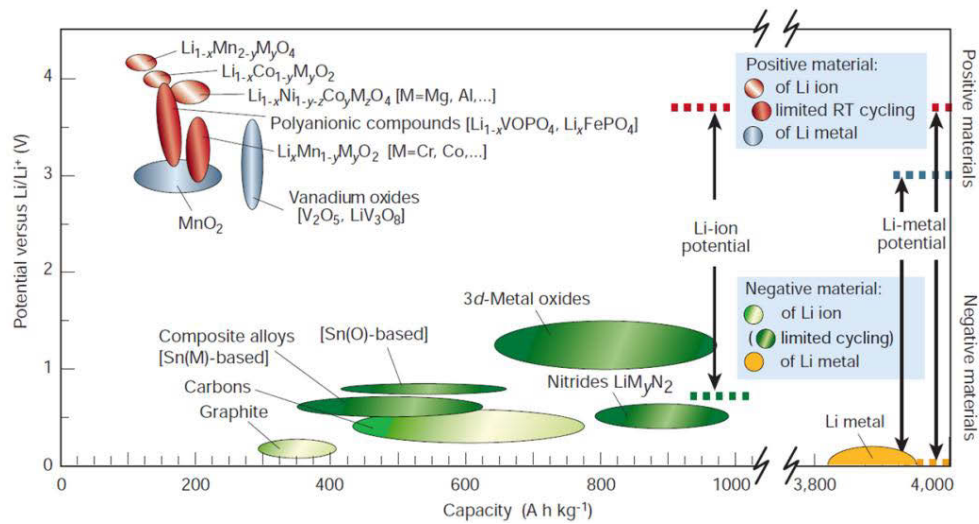 Li1-xMn2-yMyO4
Li1-xCo1-yMyO2
Li1-xNi1-y-zCoyMzO4 [M=Mg, Al,...]
Polyanionic compounds [Li1-xVOPO4, LixFePO4]
LixMn1-yMyO2 [M=Cr, Co,...]
Vanadium oxides
[V2O5, LiV3O8]
MnO2
Positive material:
of Li ion
limited RT cycling
of Li metal
Positive materials
Li-ion
potential
Li-metal
potential
Negative material:
of Li ion
( limited cycling)
of Li metal
Negative materials
3d-Metal oxides
[Sn(O)-based]
Composite alloys
[Sn(M)-based]
Carbons
Graphite
Nitrides LiMyN2
Li metal
Potential versus Li/Li+ (V)
4
3
2
1
0
0 200 400 600 800 1000 3,800 4,000
Capacity (A h kg-1)